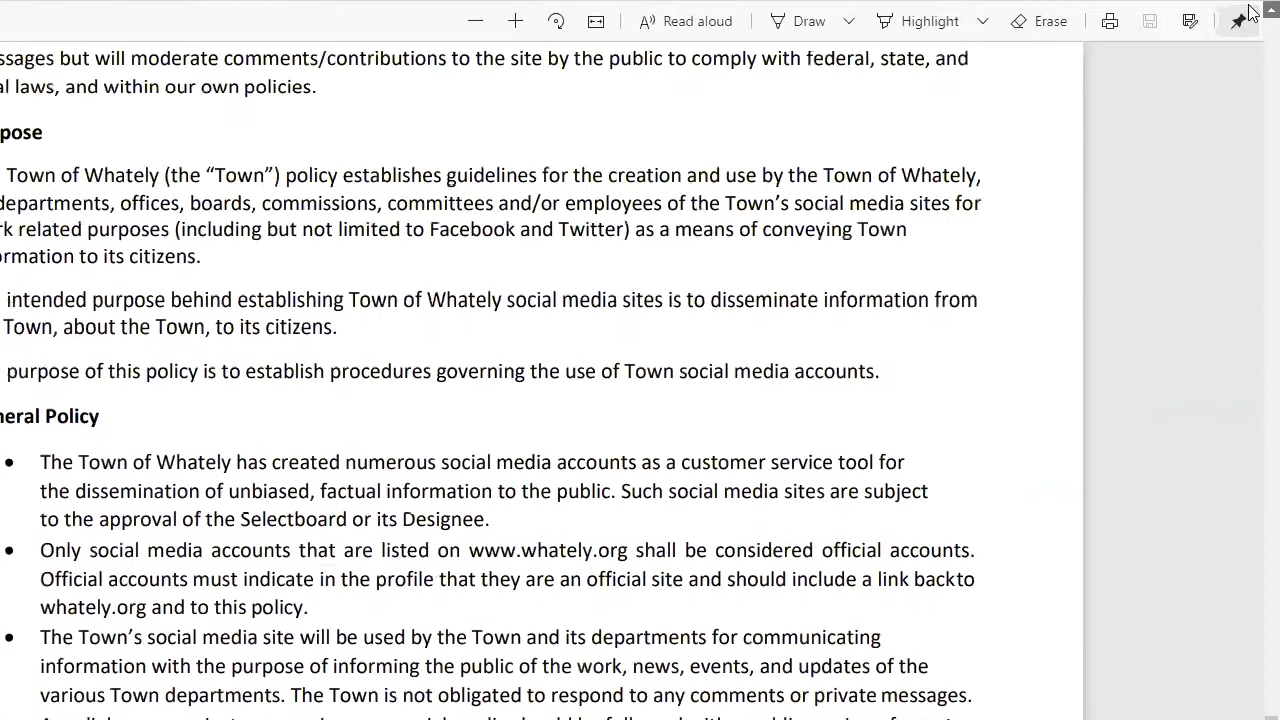 Read aloud Draw Highlight Erase
ssages but will moderate comments/contributions to the site by the public to comply with federal, state, and
al laws, and within our own policies.
pose
Town of Whately (the “Town”) policy establishes guidelines for the creation and use by the Town of Whately,
departments, offices, boards, commissions, committees and/or employees of the Town’s social media sites for
rk related purposes (including but not limited to Facebook and Twitter) as a means of conveying Town
ormation to its citizens.
intended purpose behind establishing Town of Whately social media sites is to disseminate information from
Town, about the Town, to its citizens.
purpose of this policy is to establish procedures governing the use of Town social media accounts.
neral Policy
• The Town of Whately has created numerous social media accounts as a customer service tool for
the dissemination of unbiased, factual information to the public. Such social media sites are subject
to the approval of the Selectboard or its Designee.
• Only social media accounts that are listed on www.whately.org shall be considered official accounts.
Official accounts must indicate in the profile that they are an official site and should include a link backto
whately.org and to this policy.
• The Town’s social media site will be used by the Town and its departments for communicating
information with the purpose of informing the public of the work, news, events, and updates of the
various Town departments. The Town is not obligated to respond to any comments or private messages.